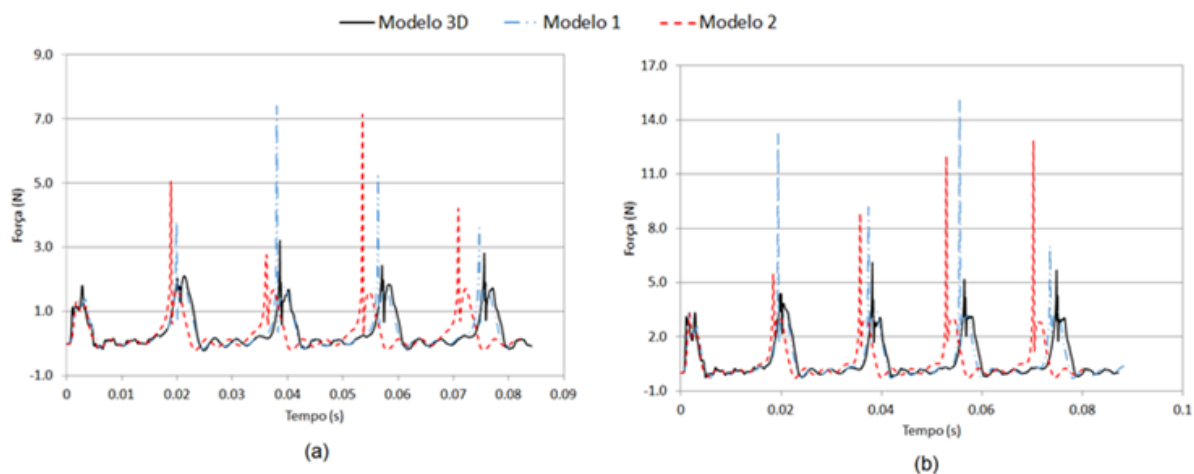 Modelo 3D Modelo 1 Modelo 2
9.0
7.0
5.0
3.0
1.0
-1.0
Força (N)
0 0.01 0.02 0.03 0.04 0.05 0.06 0.07 0.08 0.09
Tempo (s)
(a)
17.0
14.0
11.0
8.0
5.0
2.0
-1.0
Força (N)
0 0.02 0.04 0.06 0.08 0.1
Tempo (s)
(b)